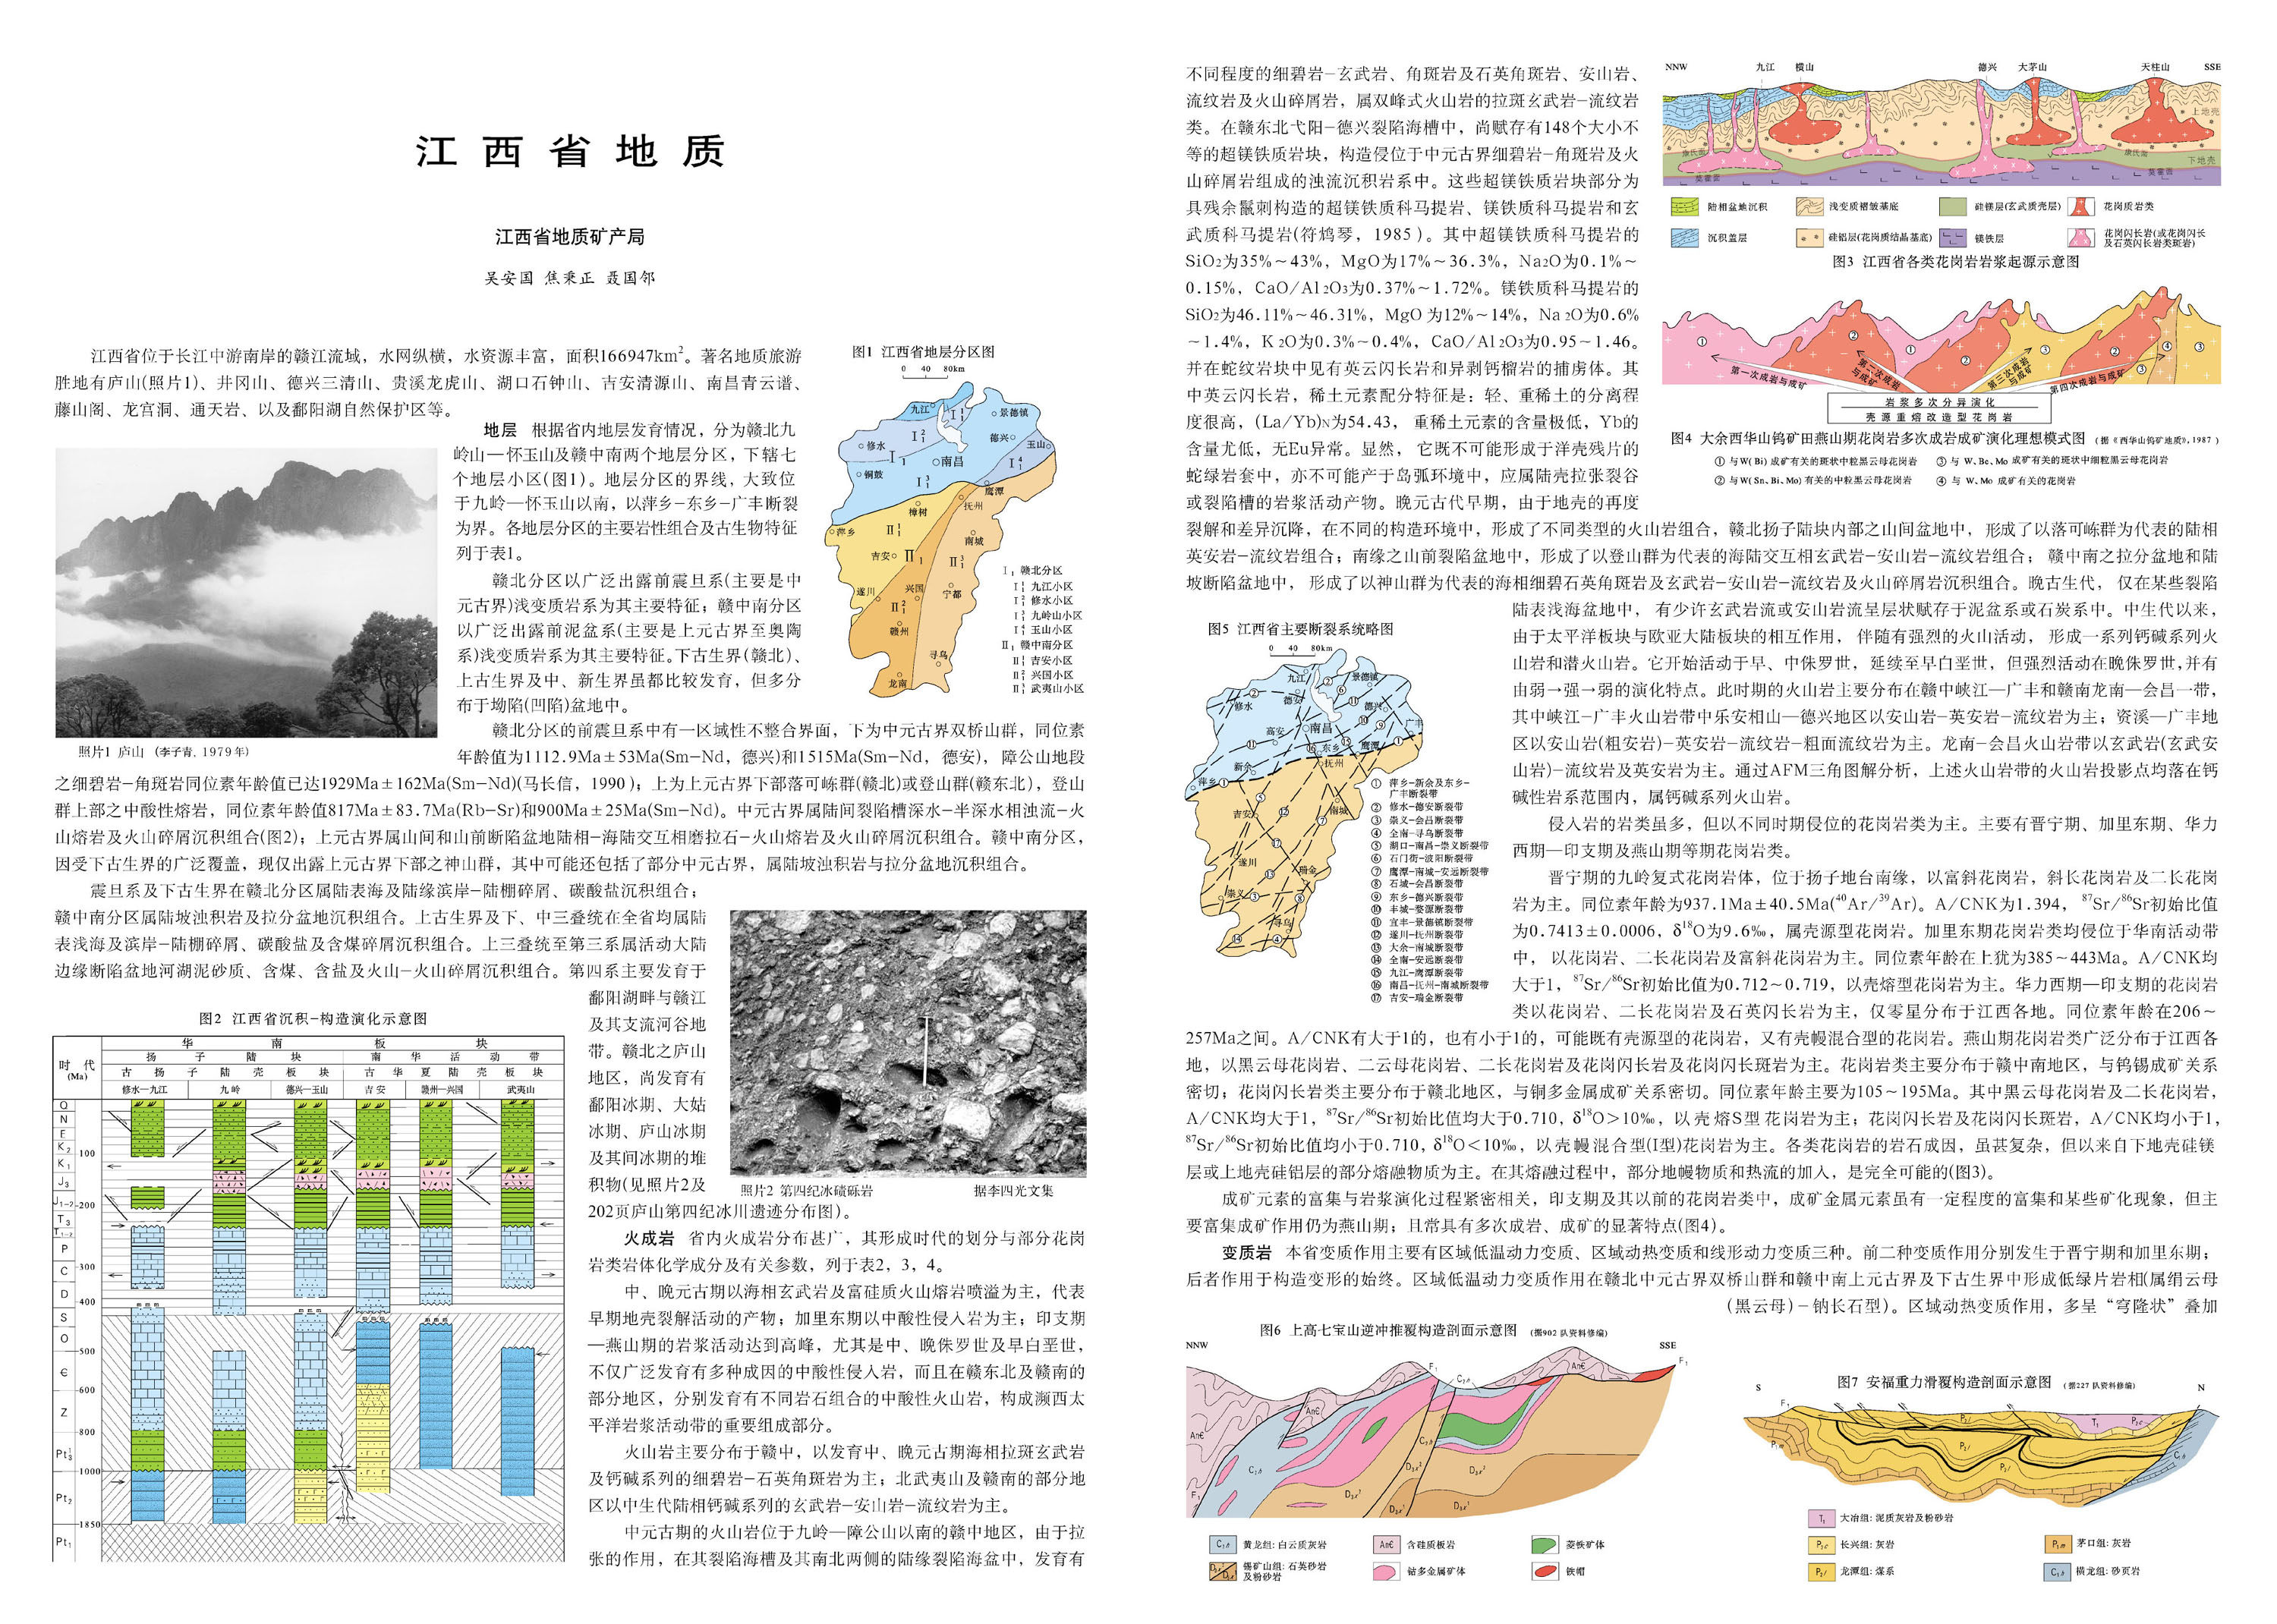 江西省地质
江西省地质矿产局
吴安国 焦秉正 聂国邻
江西省位于长江中游南岸的赣江流域，水网纵横，水资源丰富，面积166947km²。著名地质旅游
胜地有庐山(照片1)、井冈山、德兴三清山、贵溪龙虎山、湖口石钟山、吉安清源山、南昌青云谱、
藤山阁、龙宫洞、通天岩、以及鄱阳湖自然保护区等。
地层 根据省内地层发育情况，分为赣北九
岭山—怀玉山及赣中南两个地层分区，下辖七
个地层小区(图1)。地层分区的界线，大致位
于九岭—怀玉山以南，以萍乡-东乡-广丰断裂
为界。各地层分区的主要岩性组合及古生物特征
列于表1。
赣北分区以广泛出露前震旦系(主要是中
元古界)浅变质岩系为其主要特征；赣中南分区
以广泛出露前泥盆系(主要是上元古界至奥陶
系)浅变质岩系为其主要特征。下古生界(赣北)、
上古生界及中、新生界虽都比较发育，但多分
布于坳陷(凹陷)盆地中。
照片1 庐山 (李子青, 1979年)
图1 江西省地层分区图
0 40 80km
九江
景德镇
修水
德兴
玉山
铜鼓
南昌
鹰潭
樟树
抚州
萍乡
南城
吉安
遂川
兴国
宁都
赣州
寻乌
龙南
I₁ 赣北分区
九江小区
修水小区
九岭山小区
玉山小区
II₁ 赣中南分区
吉安小区
兴国小区
武夷山小区
赣北分区的前震旦系中有一区域性不整合界面，下为中元古界双桥山群，同位素
年龄值为1112.9Ma±53Ma(Sm-Nd，德兴)和1515Ma(Sm-Nd，德安)，障公山地段
之细碧岩-角斑岩同位素年龄值已达1929Ma±162Ma(Sm-Nd)(马长信，1990)；上为上元古界下部落可崠群(赣北)或登山群(赣东北)，登山
群上部之中酸性熔岩，同位素年龄值817Ma±83.7Ma(Rb-Sr)和900Ma±25Ma(Sm-Nd)。中元古界属陆间裂陷槽深水-半深水相浊流-火
山熔岩及火山碎屑沉积组合(图2)；上元古界属山间和山前断陷盆地陆相-海陆交互相磨拉石-火山熔岩及火山碎屑沉积组合。赣中南分区，
因受下古生界的广泛覆盖，现仅出露上元古界下部之神山群，其中可能还包括了部分中元古界，属陆坡浊积岩与拉分盆地沉积组合。
震旦系及下古生界在赣北分区属陆表海及陆缘滨岸-陆棚碎屑、碳酸盐沉积组合；
赣中南分区属陆坡浊积岩及拉分盆地沉积组合。上古生界及下、中三叠统在全省均属陆
表浅海及滨岸-陆棚碎屑、碳酸盐及含煤碎屑沉积组合。上三叠统至第三系属活动大陆
边缘断陷盆地河湖泥砂质、含煤、含盐及火山-火山碎屑沉积组合。第四系主要发育于
鄱阳湖畔与赣江
及其支流河谷地
带。赣北之庐山
地区，尚发育有
鄱阳冰期、大姑
冰期、庐山冰期
及其间冰期的堆
积物(见照片2及
202页庐山第四纪冰川遗迹分布图)。
照片2 第四纪冰碛砾岩 据李四光文集
图2 江西省沉积-构造演化示意图
时 代
(Ma)
华 南 板 块
扬 子 陆 块 南 华 活 动 带
古 扬 子 陆 壳 板 块 古 华 夏 陆 壳 板 块
修水—九江 九岭 德兴—玉山 吉安 赣州—兴国 武夷山
Q
N
E
K₂
100
K₁
J₃
J₁₋₂
200
T₃
T₁₋₂
P
300
C
D
400
S
O
500
Є
600
Z
800
1000
Pt₂
1850
Pt₁
火成岩 省内火成岩分布甚广，其形成时代的划分与部分花岗
岩类岩体化学成分及有关参数，列于表2，3，4。
中、晚元古期以海相玄武岩及富硅质火山熔岩喷溢为主，代表
早期地壳裂解活动的产物；加里东期以中酸性侵入岩为主；印支期
—燕山期的岩浆活动达到高峰，尤其是中、晚侏罗世及早白垩世，
不仅广泛发育有多种成因的中酸性侵入岩，而且在赣东北及赣南的
部分地区，分别发育有不同岩石组合的中酸性火山岩，构成濒西太
平洋岩浆活动带的重要组成部分。
火山岩主要分布于赣中，以发育中、晚元古期海相拉斑玄武岩
及钙碱系列的细碧岩-石英角斑岩为主；北武夷山及赣南的部分地
区以中生代陆相钙碱系列的玄武岩-安山岩-流纹岩为主。
中元古期的火山岩位于九岭—障公山以南的赣中地区，由于拉
张的作用，在其裂陷海槽及其南北两侧的陆缘裂陷海盆中，发育有
不同程度的细碧岩-玄武岩、角斑岩及石英角斑岩、安山岩、
流纹岩及火山碎屑岩，属双峰式火山岩的拉斑玄武岩-流纹岩
类。在赣东北弋阳-德兴裂陷海槽中，尚赋存有148个大小不
等的超镁铁质岩块，构造侵位于中元古界细碧岩-角斑岩及火
山碎屑岩组成的浊流沉积岩系中。这些超镁铁质岩块部分为
具残余鬣刺构造的超镁铁质科马提岩、镁铁质科马提岩和玄
武质科马提岩(符鸩琴，1985)。其中超镁铁质科马提岩的
SiO₂为35%~43%，MgO为17%~36.3%，Na₂O为0.1%~
0.15%，CaO/Al₂O₃为0.37%~1.72%。镁铁质科马提岩的
SiO₂为46.11%~46.31%，MgO为12%~14%，Na₂O为0.6%
~1.4%，K₂O为0.3%~0.4%，CaO/Al₂O₃为0.95~1.46。
并在蛇纹岩块中见有英云闪长岩和异剥钙榴岩的捕虏体。其
中英云闪长岩，稀土元素配分特征是：轻、重稀土的分离程
度很高，(La/Yb)N为54.43， 重稀土元素的含量极低，Yb的
含量尤低，无Eu异常。显然， 它既不可能形成于洋壳残片的
蛇绿岩套中，亦不可能产于岛弧环境中，应属陆壳拉张裂谷
或裂陷槽的岩浆活动产物。晚元古代早期，由于地壳的再度
裂解和差异沉降，在不同的构造环境中，形成了不同类型的火山岩组合，赣北扬子陆块内部之山间盆地中，形成了以落可崠群为代表的陆相
英安岩-流纹岩组合；南缘之山前裂陷盆地中，形成了以登山群为代表的海陆交互相玄武岩-安山岩-流纹岩组合； 赣中南之拉分盆地和陆
坡断陷盆地中， 形成了以神山群为代表的海相细碧石英角斑岩及玄武岩-安山岩-流纹岩及火山碎屑岩沉积组合。晚古生代， 仅在某些裂陷
陆表浅海盆地中， 有少许玄武岩流或安山岩流呈层状赋存于泥盆系或石炭系中。中生代以来，
由于太平洋板块与欧亚大陆板块的相互作用， 伴随有强烈的火山活动， 形成一系列钙碱系列火
山岩和潜火山岩。它开始活动于早、中侏罗世，延续至早白垩世，但强烈活动在晚侏罗世,并有
由弱→强→弱的演化特点。此时期的火山岩主要分布在赣中峡江—广丰和赣南龙南—会昌一带，
其中峡江-广丰火山岩带中乐安相山—德兴地区以安山岩-英安岩-流纹岩为主；资溪—广丰地
区以安山岩(粗安岩)-英安岩-流纹岩-粗面流纹岩为主。龙南-会昌火山岩带以玄武岩(玄武安
山岩)-流纹岩及英安岩为主。通过AFM三角图解分析，上述火山岩带的火山岩投影点均落在钙
碱性岩系范围内，属钙碱系列火山岩。
侵入岩的岩类虽多，但以不同时期侵位的花岗岩类为主。主要有晋宁期、加里东期、华力
西期—印支期及燕山期等期花岗岩类。
晋宁期的九岭复式花岗岩体，位于扬子地台南缘，以富斜花岗岩，斜长花岗岩及二长花岗
岩为主。同位素年龄为937.1Ma±40.5Ma(⁴⁰Ar/³⁹Ar)。A/CNK为1.394， ⁸⁷Sr/⁸⁶Sr初始比值
为0.7413±0.0006，δ¹⁸O为9.6‰，属壳源型花岗岩。加里东期花岗岩类均侵位于华南活动带
中， 以花岗岩、二长花岗岩及富斜花岗岩为主。同位素年龄在上犹为385~443Ma。A/CNK均
大于1，⁸⁷Sr/⁸⁶Sr初始比值为0.712~0.719，以壳熔型花岗岩为主。华力西期—印支期的花岗岩
类以花岗岩、二长花岗岩及石英闪长岩为主，仅零星分布于江西各地。同位素年龄在206~
257Ma之间。A/CNK有大于1的，也有小于1的，可能既有壳源型的花岗岩，又有壳幔混合型的花岗岩。燕山期花岗岩类广泛分布于江西各
地，以黑云母花岗岩、二云母花岗岩、二长花岗岩及花岗闪长岩及花岗闪长斑岩为主。花岗岩类主要分布于赣中南地区，与钨锡成矿关系
密切；花岗闪长岩类主要分布于赣北地区，与铜多金属成矿关系密切。同位素年龄主要为105~195Ma。其中黑云母花岗岩及二长花岗岩，
A/CNK均大于1，⁸⁷Sr/⁸⁶Sr初始比值均大于0.710，δ¹⁸O>10‰，以壳熔S型花岗岩为主；花岗闪长岩及花岗闪长斑岩，A/CNK均小于1，
⁸⁷Sr/⁸⁶Sr初始比值均小于0.710，δ¹⁸O<10‰，以壳幔混合型(I型)花岗岩为主。各类花岗岩的岩石成因，虽甚复杂，但以来自下地壳硅镁
层或上地壳硅铝层的部分熔融物质为主。在其熔融过程中，部分地幔物质和热流的加入，是完全可能的(图3)。
成矿元素的富集与岩浆演化过程紧密相关，印支期及其以前的花岗岩类中，成矿金属元素虽有一定程度的富集和某些矿化现象，但主
要富集成矿作用仍为燕山期；且常具有多次成岩、成矿的显著特点(图4)。
变质岩 本省变质作用主要有区域低温动力变质、区域动热变质和线形动力变质三种。前二种变质作用分别发生于晋宁期和加里东期；
后者作用于构造变形的始终。区域低温动力变质作用在赣北中元古界双桥山群和赣中南上元古界及下古生界中形成低绿片岩相(属绢云母
(黑云母)-钠长石型)。区域动热变质作用，多呈“穹隆状”叠加
NNW 九江 横山 德兴 大茅山 天柱山 SSE
上地壳
康氏面 康氏面 下地壳
莫霍面 莫霍面
陆相盆地沉积 浅变质褶皱基底 硅镁层(玄武质壳层) 花岗质岩类
沉积盖层 硅铝层(花岗质结晶基底) 镁铁层 花岗闪长岩(或花岗闪长
及石英闪长岩类斑岩)
图3 江西省各类花岗岩岩浆起源示意图
第一次成岩与成矿
第二次成岩与成矿
第三次成岩与成矿
第四次成岩与成矿
岩浆多次分异演化
壳源重熔改造型花岗岩
图4 大余西华山钨矿田燕山期花岗岩多次成岩成矿演化理想模式图 (据《西华山钨矿地质》, 1987)
① 与W(Bi)成矿有关的斑状中粒黑云母花岗岩 ③ 与 W、Be、Mo 成矿有关的斑状中细粒黑云母花岗岩
② 与W(Sn、Bi、Mo)有关的中粒黑云母花岗岩 ④ 与 W、Mo 成矿有关的花岗岩
图5 江西省主要断裂系统略图
0 40 80km
九江
景德镇
修水
德安
德兴
南昌
高安
广丰
东乡
鹰潭
新余
抚州
萍乡
吉安
南城
遂川
瑞金
崇义
寻乌
① 萍乡-新余及东乡-
广丰断裂带
② 修水-德安断裂带
③ 崇义-会昌断裂带
④ 全南-寻乌断裂带
⑤ 湖口-南昌-崇义断裂带
⑥ 石门街-波阳断裂带
⑦ 鹰潭-南城-安远断裂带
⑧ 石城-会昌断裂带
⑨ 东乡-德兴断裂带
⑩ 丰城-婺源断裂带
⑪ 宜丰-景德镇断裂带
⑫ 遂川-抚州断裂带
⑬ 大余-南城断裂带
⑭ 全南-安远断裂带
⑮ 九江-鹰潭断裂带
⑯ 南昌-抚州-南城断裂带
⑰ 吉安-瑞金断裂带
图6 上高七宝山逆冲推覆构造剖面示意图 (据902队资料修编)
NNW SSE
C₂h 黄龙组: 白云质灰岩 AnЄ 含硅质板岩 菱铁矿体
锡矿山组: 石英砂岩
及粉砂岩 钴多金属矿体 铁帽
图7 安福重力滑覆构造剖面示意图 (据227队资料修编)
S N
T₁ 大冶组: 泥质灰岩及粉砂岩
P₂c 长兴组: 灰岩 P₁m 茅口组: 灰岩
P₂l 龙潭组: 煤系 横龙组: 砂页岩